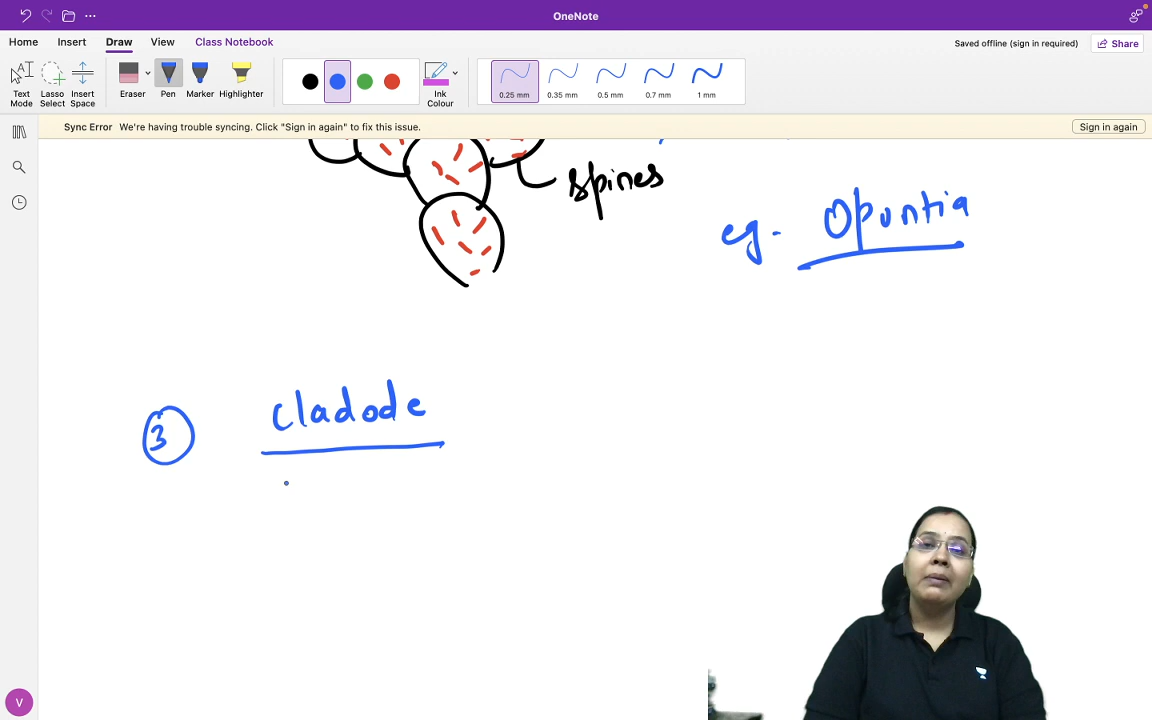 OneNote
Home Insert Draw View Class Notebook
Saved offline (sign in required) Share
Text Mode
Lasso Select
Insert Space
Eraser
Pen
Marker
Highlighter
Ink Colour
0.25 mm 0.35 mm 0.5 mm 0.7 mm 1 mm
Sync Error We're having trouble syncing. Click "Sign in again" to fix this issue. Sign in again
spines
eg. Opuntia
3 Cladode
V